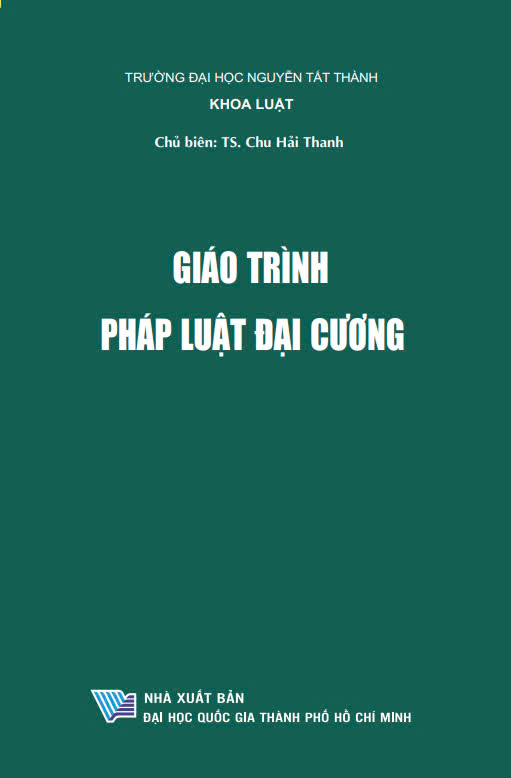 TRƯỜNG ĐẠI HỌC NGUYỄN TẤT THÀNH
KHOA LUẬT
Chủ biên: TS. Chu Hải Thanh
GIÁO TRÌNH
PHÁP LUẬT ĐẠI CƯƠNG
NHÀ XUẤT BẢN
ĐẠI HỌC QUỐC GIA THÀNH PHỐ HỒ CHÍ MINH